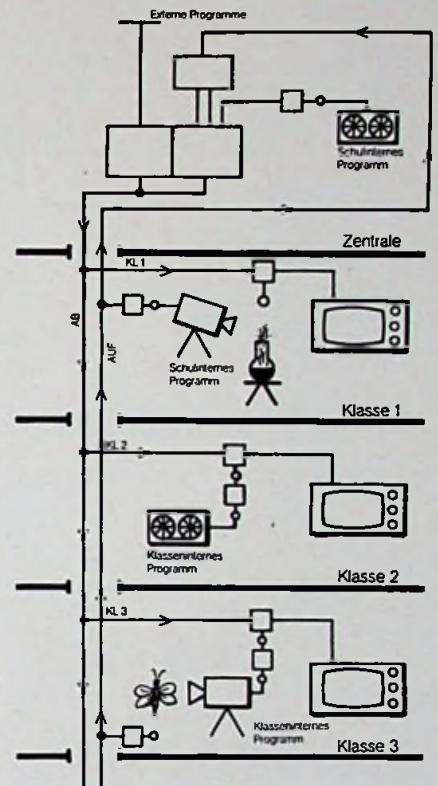 Externe Programme
Schulinternes
Programm
Zentrale
KL 1
AB
AUF
Schulinternes
Programm
Klasse 1
KL 2
Klasseninternes
Programm
Klasse 2
KL 3
Klasseninternes
Programm
Klasse 3